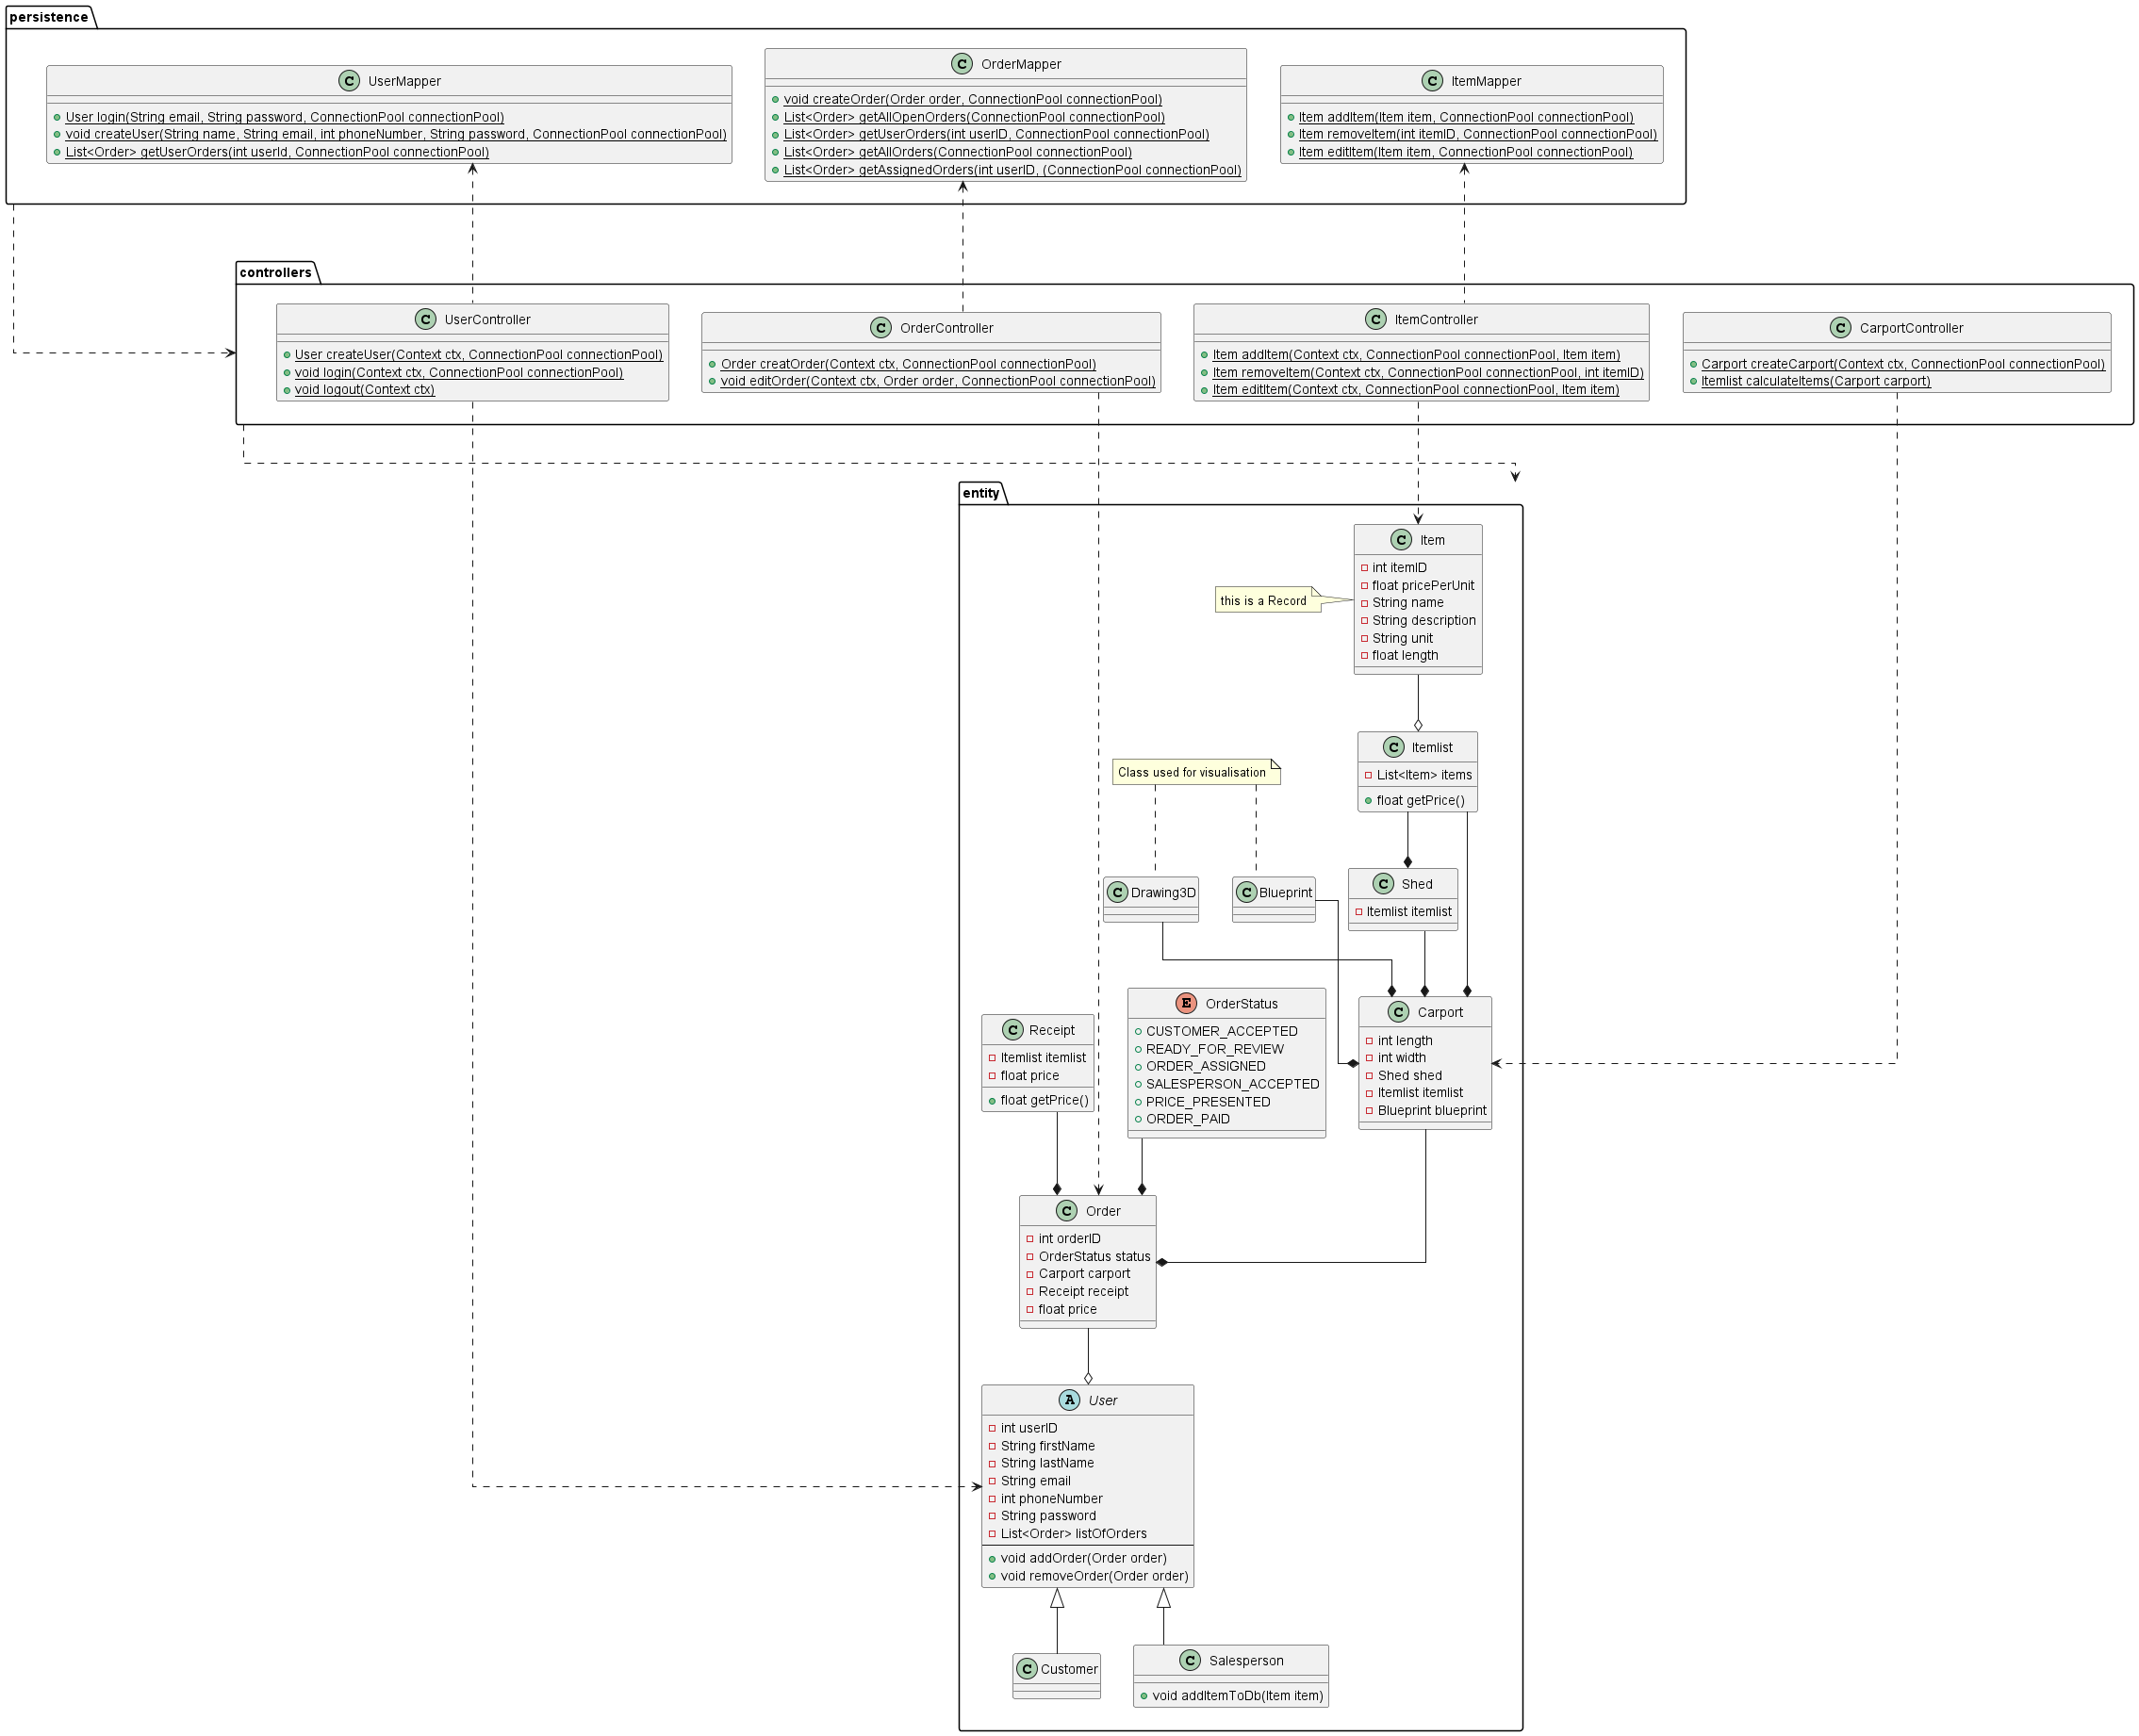 persistence
C UserMapper
User login(String email, String password, ConnectionPool connectionPool)
void createUser(String name, String email, int phoneNumber, String password, ConnectionPool connectionPool)
List<Order> getUserOrders(int userId, ConnectionPool connectionPool)
C OrderMapper
void createOrder(Order order, ConnectionPool connectionPool)
List<Order> getAllOpenOrders(ConnectionPool connectionPool)
List<Order> getUserOrders(int userID, ConnectionPool connectionPool)
List<Order> getAllOrders(ConnectionPool connectionPool)
List<Order> getAssignedOrders(int userID, (ConnectionPool connectionPool)
C ItemMapper
Item addItem(Item item, ConnectionPool connectionPool)
Item removeItem(int itemID, ConnectionPool connectionPool)
Item editItem(Item item, ConnectionPool connectionPool)
controllers
C UserController
User createUser(Context ctx, ConnectionPool connectionPool)
void login(Context ctx, ConnectionPool connectionPool)
void logout(Context ctx)
C OrderController
Order creatOrder(Context ctx, ConnectionPool connectionPool)
void editOrder(Context ctx, Order order, ConnectionPool connectionPool)
C ItemController
Item addItem(Context ctx, ConnectionPool connectionPool, Item item)
Item removeItem(Context ctx, ConnectionPool connectionPool, int itemID)
Item editItem(Context ctx, ConnectionPool connectionPool, Item item)
C CarportController
Carport createCarport(Context ctx, ConnectionPool connectionPool)
Itemlist calculateItems(Carport carport)
entity
C Item
int itemID
float pricePerUnit
String name
String description
String unit
float length
this is a Record
C Itemlist
List<Item> items
float getPrice()
Class used for visualisation
C Drawing3D
C Blueprint
C Shed
Itemlist itemlist
C Receipt
Itemlist itemlist
float price
float getPrice()
E OrderStatus
CUSTOMER_ACCEPTED
READY_FOR_REVIEW
ORDER_ASSIGNED
SALESPERSON_ACCEPTED
PRICE_PRESENTED
ORDER_PAID
C Carport
int length
int width
Shed shed
Itemlist itemlist
Blueprint blueprint
C Order
int orderID
OrderStatus status
Carport carport
Receipt receipt
float price
A User
int userID
String firstName
String lastName
String email
int phoneNumber
String password
List<Order> listOfOrders
void addOrder(Order order)
void removeOrder(Order order)
C Customer
C Salesperson
void addItemToDb(Item item)